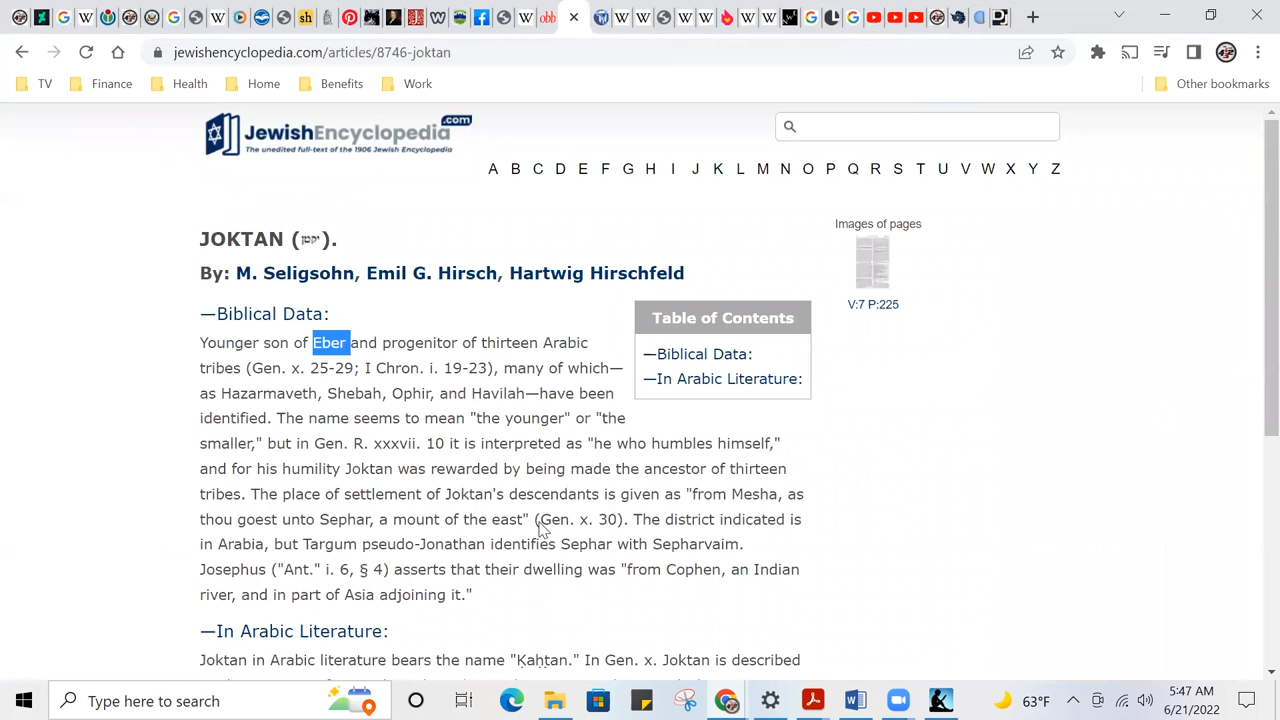 jewishencyclopedia.com/articles/8746-joktan
TV Finance Health Home Benefits Work Other bookmarks
JewishEncyclopedia .com
The unedited full-text of the 1906 Jewish Encyclopedia
A B C D E F G H I J K L M N O P Q R S T U V W X Y Z
Images of pages
V:7 P:225
JOKTAN (יקטן).
By: M. Seligsohn, Emil G. Hirsch, Hartwig Hirschfeld
—Biblical Data:
Table of Contents
—Biblical Data:
—In Arabic Literature:
Younger son of Eber and progenitor of thirteen Arabic
tribes (Gen. x. 25-29; I Chron. i. 19-23), many of which—
as Hazarmaveth, Shebah, Ophir, and Havilah—have been
identified. The name seems to mean "the younger" or "the
smaller," but in Gen. R. xxxvii. 10 it is interpreted as "he who humbles himself,"
and for his humility Joktan was rewarded by being made the ancestor of thirteen
tribes. The place of settlement of Joktan's descendants is given as "from Mesha, as
thou goest unto Sephar, a mount of the east" (Gen. x. 30). The district indicated is
in Arabia, but Targum pseudo-Jonathan identifies Sephar with Sepharvaim.
Josephus ("Ant." i. 6, § 4) asserts that their dwelling was "from Cophen, an Indian
river, and in part of Asia adjoining it."
—In Arabic Literature:
Joktan in Arabic literature bears the name "Ḳaḥṭan." In Gen. x. Joktan is described
Type here to search
63°F
5:47 AM
6/21/2022